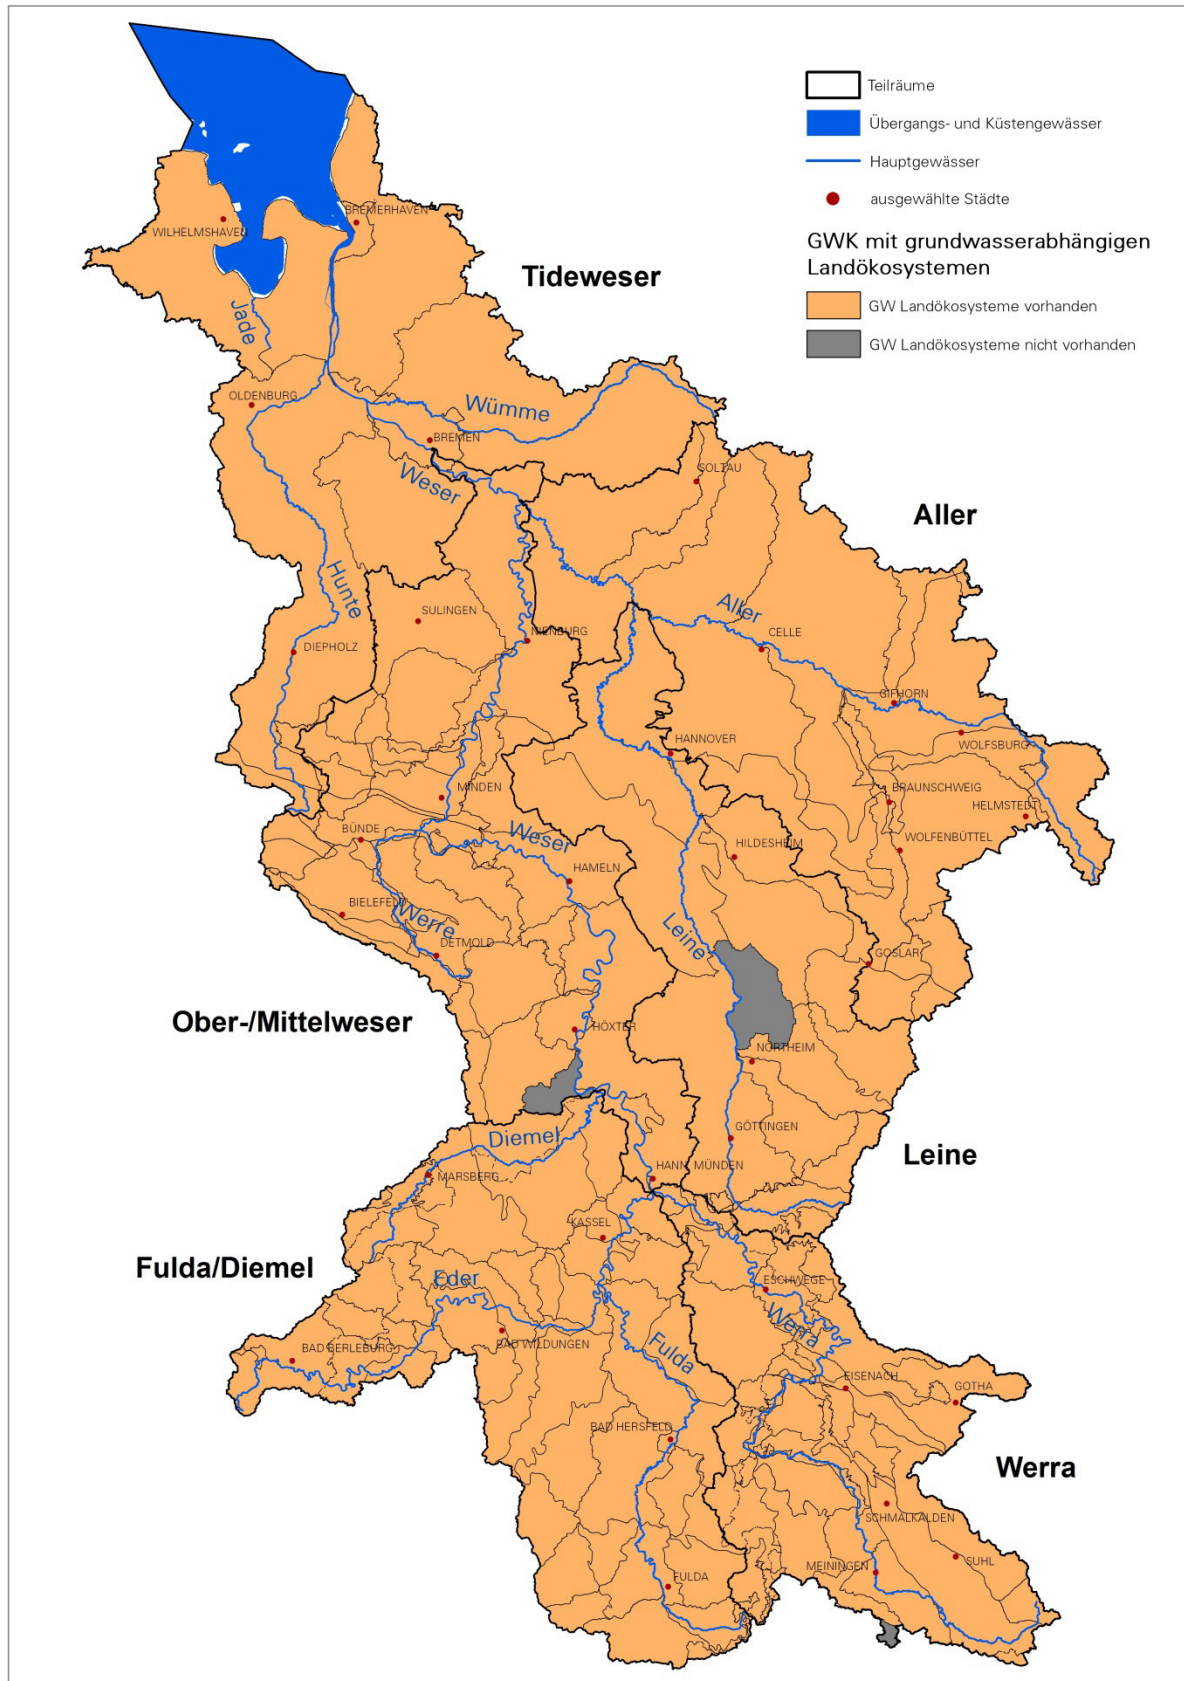 Teilräume
Übergangs- und Küstengewässer
Hauptgewässer
ausgewählte Städte
GWK mit grundwasserabhängigen
Landökosystemen
GW Landökosysteme vorhanden
GW Landökosysteme nicht vorhanden
BREMERHAVEN
WILHELMSHAVEN
Tideweser
Jade
OLDENBURG
Wümme
BREMEN
Weser
SOLTAU
Aller
Hunte
SULINGEN
Aller
NIENBURG
CELLE
DIEPHOLZ
GIFHORN
HANNOVER
WOLFSBURG
MINDEN
BRAUNSCHWEIG
HELMSTEDT
BÜNDE
Weser
HILDESHEIM
WOLFENBÜTTEL
HAMELN
BIELEFELD
Werre
Leine
DETMOLD
GOSLAR
Ober-/Mittelweser
HÖXTER
NORTHEIM
Diemel
GÖTTINGEN
Leine
MARSBERG
HANN. MÜNDEN
KASSEL
Fulda/Diemel
Eder
ESCHWEGE
Werra
BAD BERLEBURG
BAD WILDUNGEN
Fulda
EISENACH
GOTHA
BAD HERSFELD
Werra
SCHMALKALDEN
SUHL
MEININGEN
FULDA